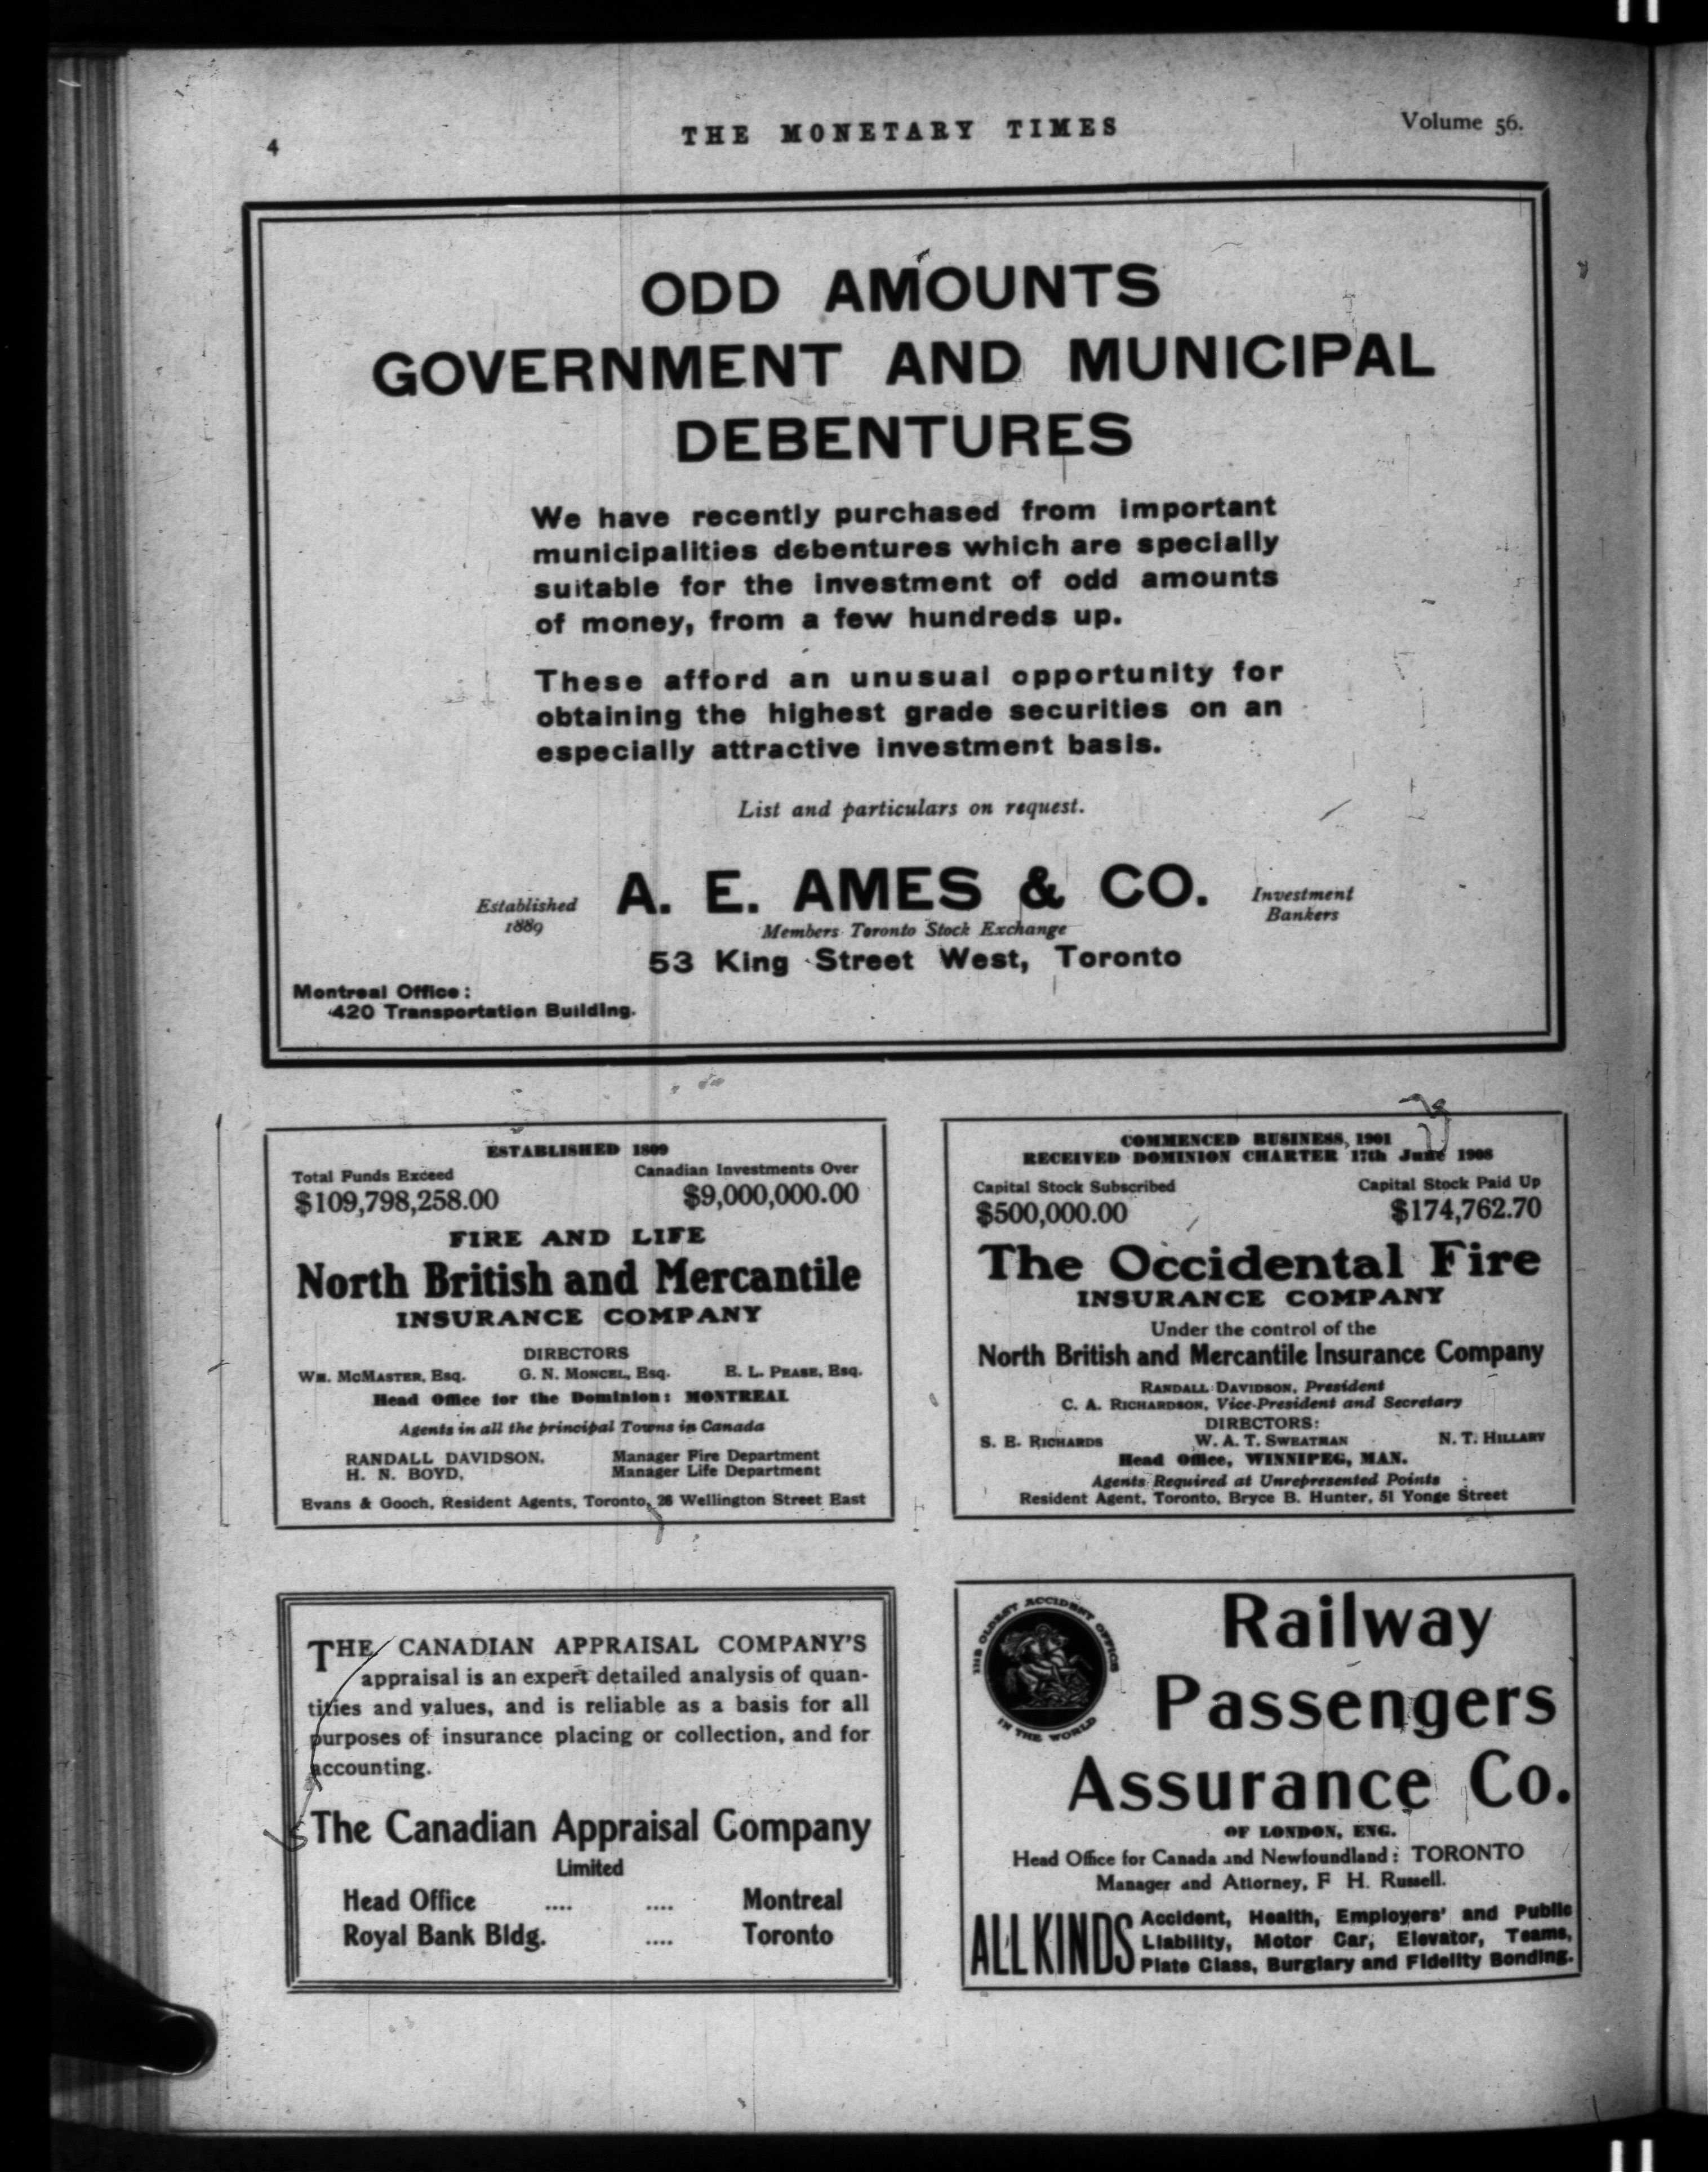 4
THE MONETARY TIMES
Volume 56.
ODD AMOUNTS
GOVERNMENT AND MUNICIPAL
DEBENTURES
We have recently purchased from important
municipalities debentures which are specially
suitable for the investment of odd amounts
of money, from a few hundreds up.
These afford an unusual opportunity for
obtaining the highest grade securities on an
especially attractive investment basis.
List and particulars on request.
Established
1889
A. E. AMES & CO.
Investment
Bankers
Members Toronto Stock Exchange
53 King Street West, Toronto
Montreal Office:
420 Transportation Building.
ESTABLISHED 1809
Total Funds Exceed
Canadian Investments Over
$109,798,258.00
$9,000,000.00
FIRE AND LIFE
North British and Mercantile
INSURANCE COMPANY
DIRECTORS
WM. MCMASTER, Esq. G. N. MONCEL, Esq. E. L. PEASE, Esq.
Head Office for the Dominion: MONTREAL
Agents in all the principal Towns in Canada
RANDALL DAVIDSON, Manager Fire Department
H. N. BOYD, Manager Life Department
Evans & Gooch, Resident Agents, Toronto, 26 Wellington Street East
COMMENCED BUSINESS, 1901
RECEIVED DOMINION CHARTER 17th June 1908
Capital Stock Subscribed
Capital Stock Paid Up
$500,000.00
$174,762.70
The Occidental Fire
INSURANCE COMPANY
Under the control of the
North British and Mercantile Insurance Company
RANDALL DAVIDSON, President
C. A. RICHARDSON, Vice-President and Secretary
DIRECTORS:
S. E. RICHARDS W. A. T. SWEATMAN N. T. HILLARY
Head Office, WINNIPEG, MAN.
Agents Required at Unrepresented Points
Resident Agent, Toronto, Bryce B. Hunter, 51 Yonge Street
THE CANADIAN APPRAISAL COMPANY'S
appraisal is an expert detailed analysis of quan-
tities and values, and is reliable as a basis for all
purposes of insurance placing or collection, and for
accounting.
The Canadian Appraisal Company
Limited
Head Office .... .... Montreal
Royal Bank Bldg. .... Toronto
THE OLDEST ACCIDENT OFFICE
IN THE WORLD
Railway
Passengers
Assurance Co.
OF LONDON, ENG.
Head Office for Canada and Newfoundland: TORONTO
Manager and Attorney, F H. Russell.
ALL KINDS
Accident, Health, Employers' and Public
Liability, Motor Car, Elevator, Teams,
Plate Glass, Burglary and Fidelity Bonding.